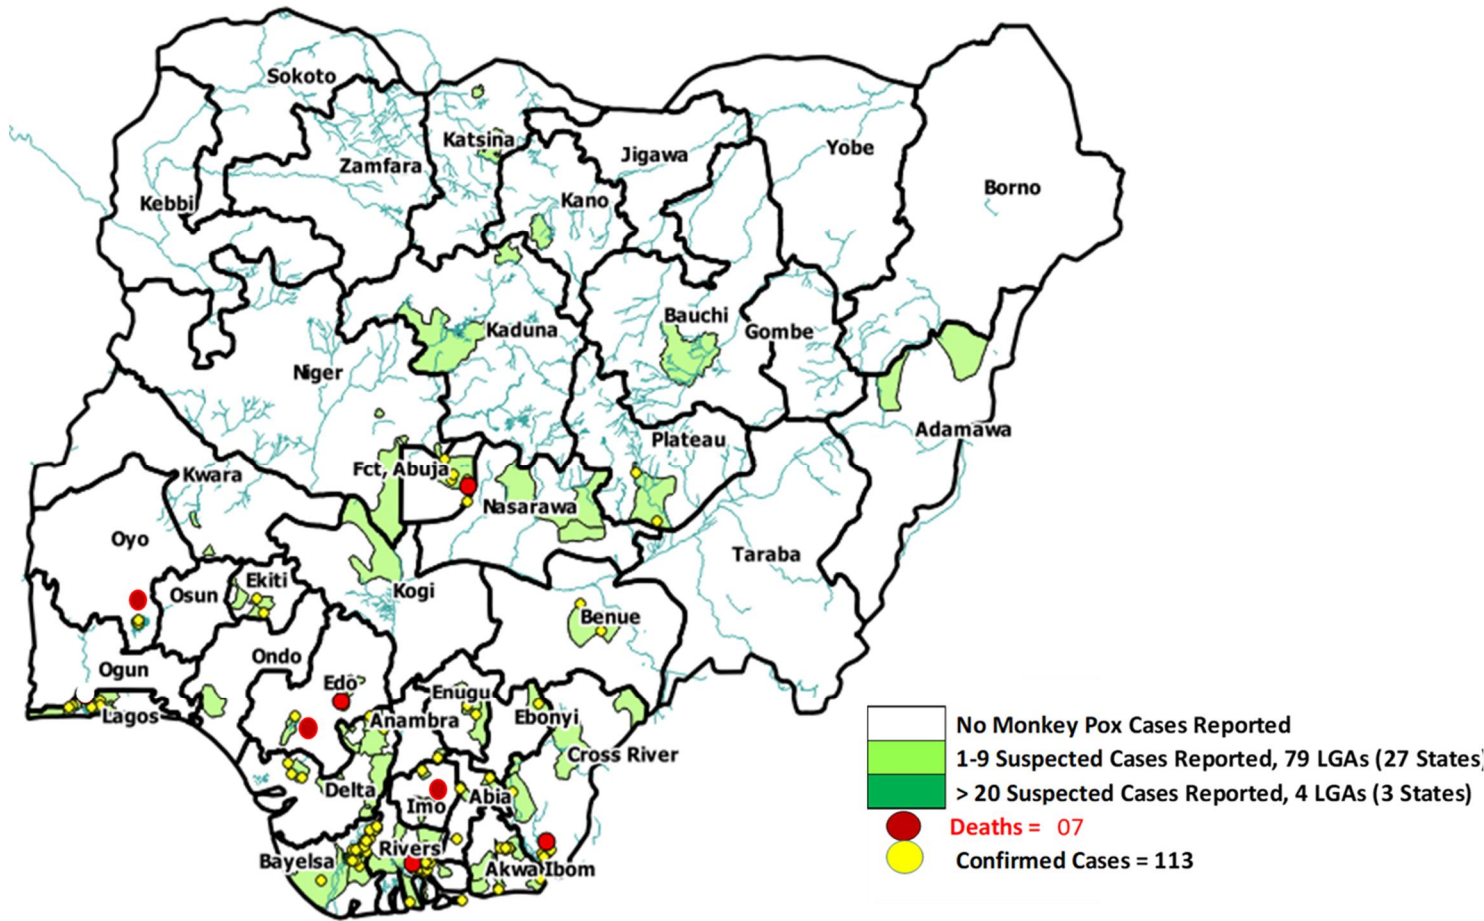 Sokoto
Katsina
Zamfara
Jigawa
Yobe
Borno
Kebbi
Kano
Bauchi
Gombe
Kaduna
Niger
Adamawa
Plateau
Fct, Abuja
Kwara
Nasarawa
Oyo
Taraba
Ekiti
Osun
Kogi
Benue
Ondo
Ogun
Edo
Enugu
Lagos
Anambra
Ebonyi
Cross River
Delta
Imo
Abia
Rivers
Bayelsa
Akwa Ibom
No Monkey Pox Cases Reported
1-9 Suspected Cases Reported, 79 LGAs (27 States)
> 20 Suspected Cases Reported, 4 LGAs (3 States)
Deaths = 07
Confirmed Cases = 113